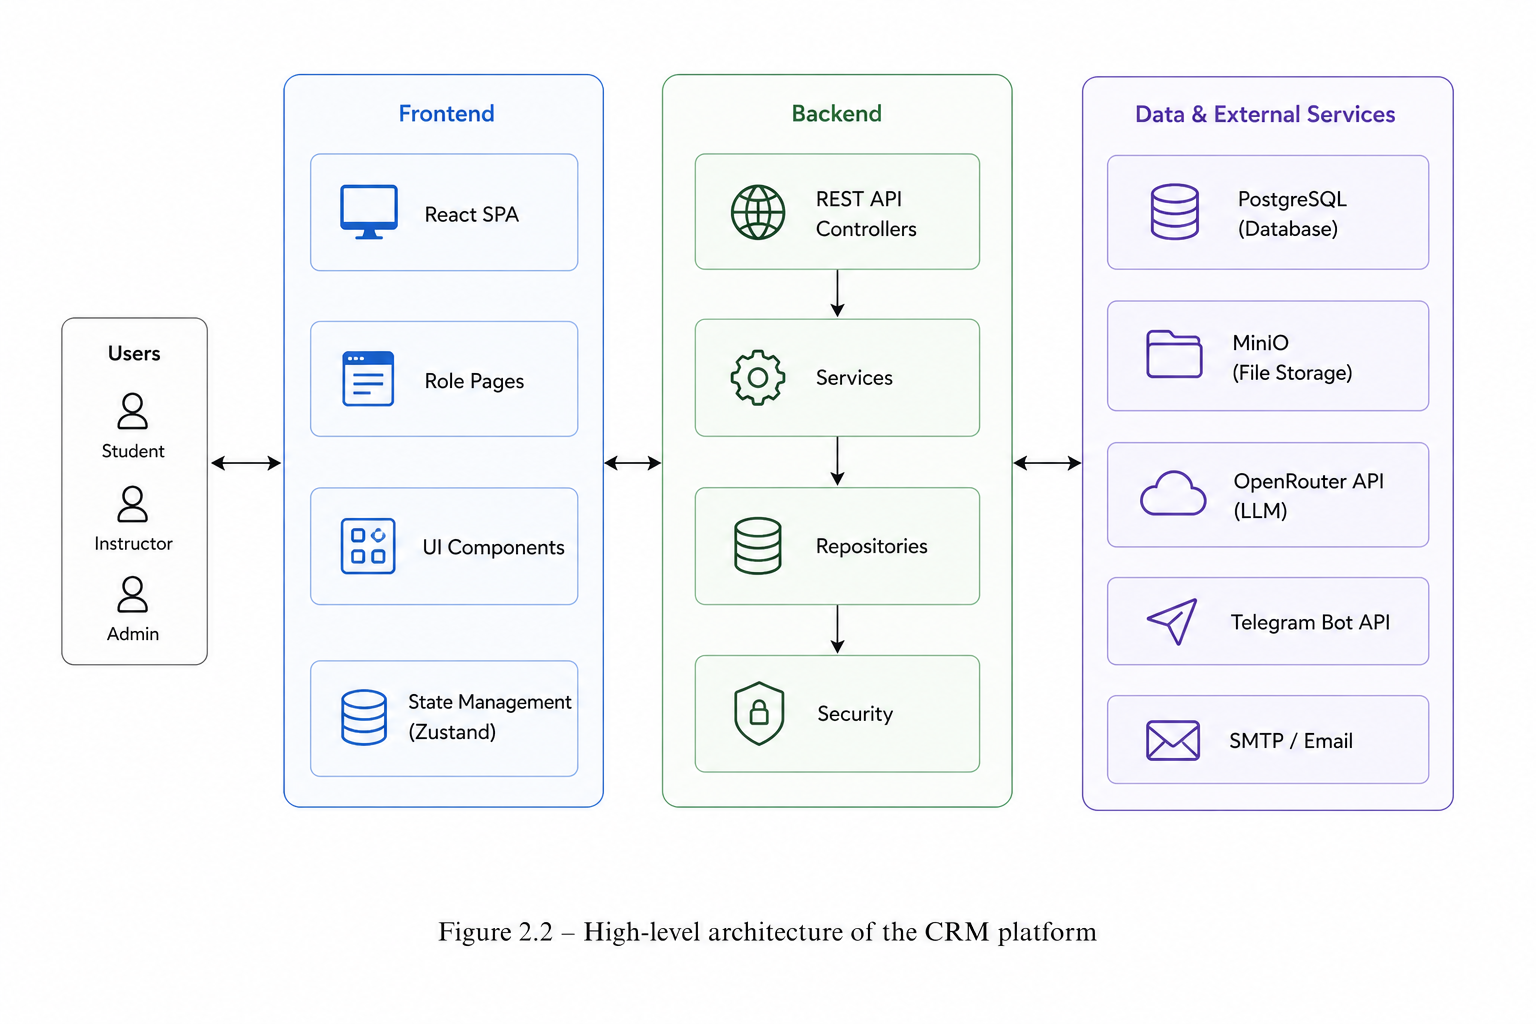 Users
Student
Instructor
Admin
Frontend
React SPA
Role Pages
UI Components
State Management
(Zustand)
Backend
REST API
Controllers
Services
Repositories
Security
Data & External Services
PostgreSQL
(Database)
MinIO
(File Storage)
OpenRouter API
(LLM)
Telegram Bot API
SMTP / Email
Figure 2.2 – High-level architecture of the CRM platform